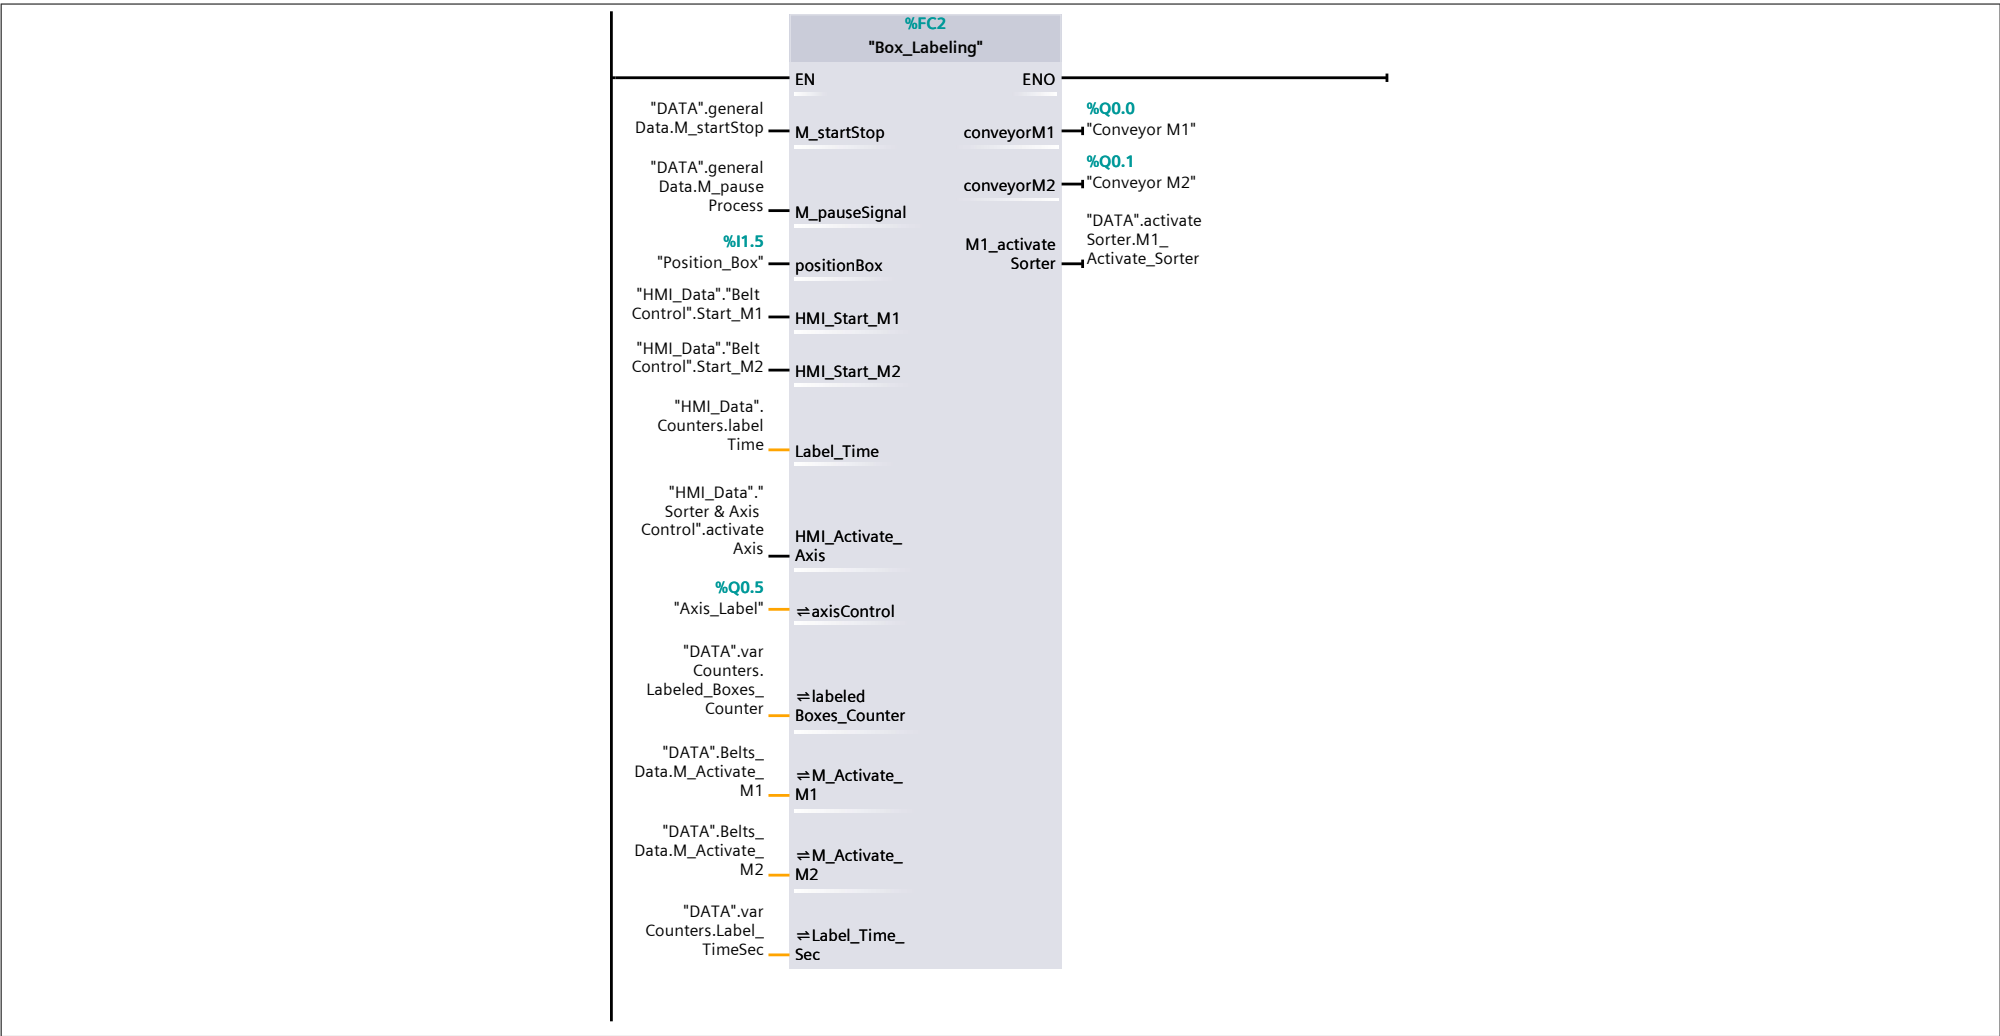 %FC2
"Box_Labeling"
EN
ENO
"DATA".general
Data.M_startStop
M_startStop
conveyorM1
%Q0.0
"Conveyor M1"
"DATA".general
Data.M_pause
Process
M_pauseSignal
conveyorM2
%Q0.1
"Conveyor M2"
%I1.5
"Position_Box"
positionBox
M1_activate
Sorter
"DATA".activate
Sorter.M1_
Activate_Sorter
"HMI_Data"."Belt
Control".Start_M1
HMI_Start_M1
"HMI_Data"."Belt
Control".Start_M2
HMI_Start_M2
"HMI_Data".
Counters.label
Time
Label_Time
"HMI_Data"."
Sorter & Axis
Control".activate
Axis
HMI_Activate_
Axis
%Q0.5
"Axis_Label"
⇌axisControl
"DATA".var
Counters.
Labeled_Boxes_
Counter
⇌labeled
Boxes_Counter
"DATA".Belts_
Data.M_Activate_
M1
⇌M_Activate_
M1
"DATA".Belts_
Data.M_Activate_
M2
⇌M_Activate_
M2
"DATA".var
Counters.Label_
TimeSec
⇌Label_Time_
Sec